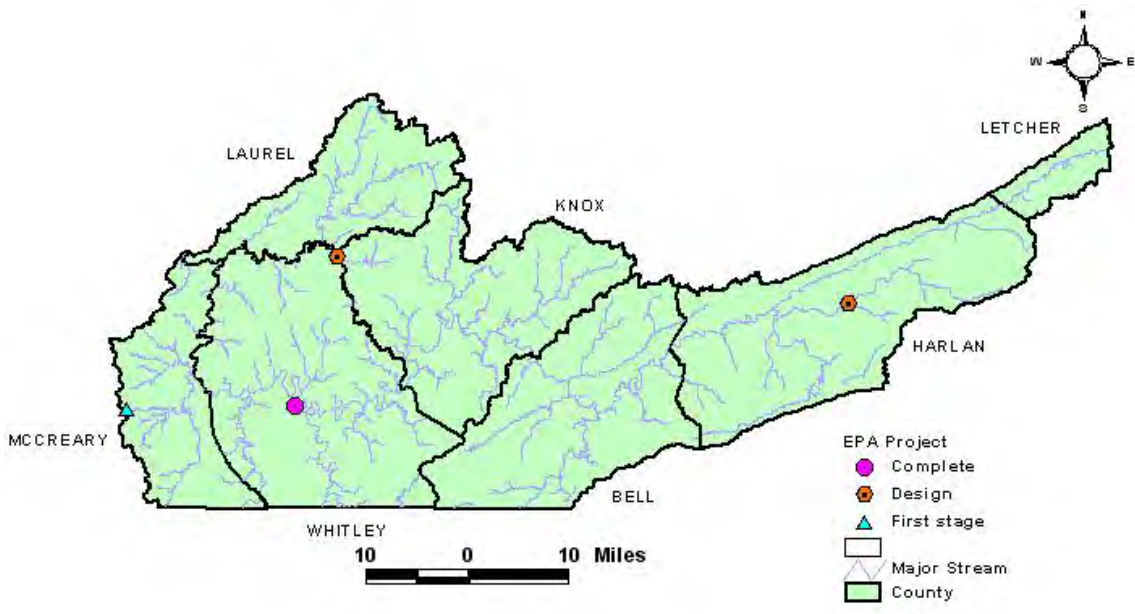 N
W E
S
LETCHER
LAUREL
KNOX
HARLAN
MCCREARY
BELL
WHITLEY
10 0 10 Miles
EPA Project
Complete
Design
First stage
Major Stream
County